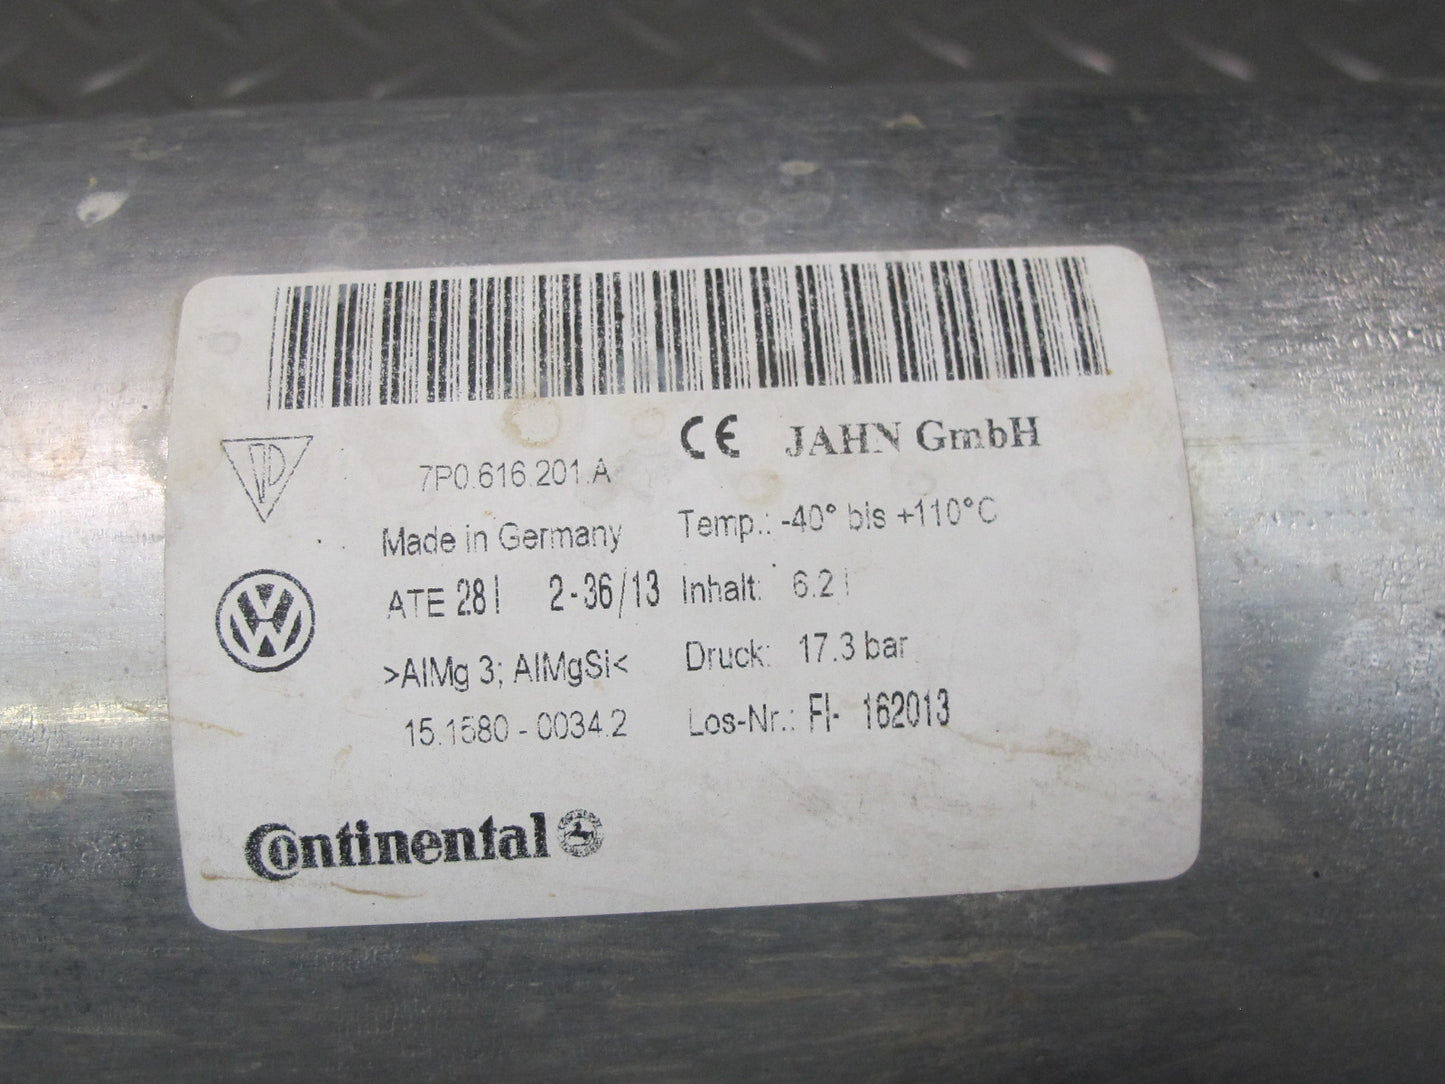 CE JAHN GmbH
7P0.616.201.A
Made in Germany
Temp.: -40° bis +110°C
ATE 28 l 2-36/13
Inhalt: 6.2 l
>AlMg 3; AlMgSi<
Druck: 17.3 bar
15.1580-0034.2
Los-Nr.: Fl- 162013
Continental